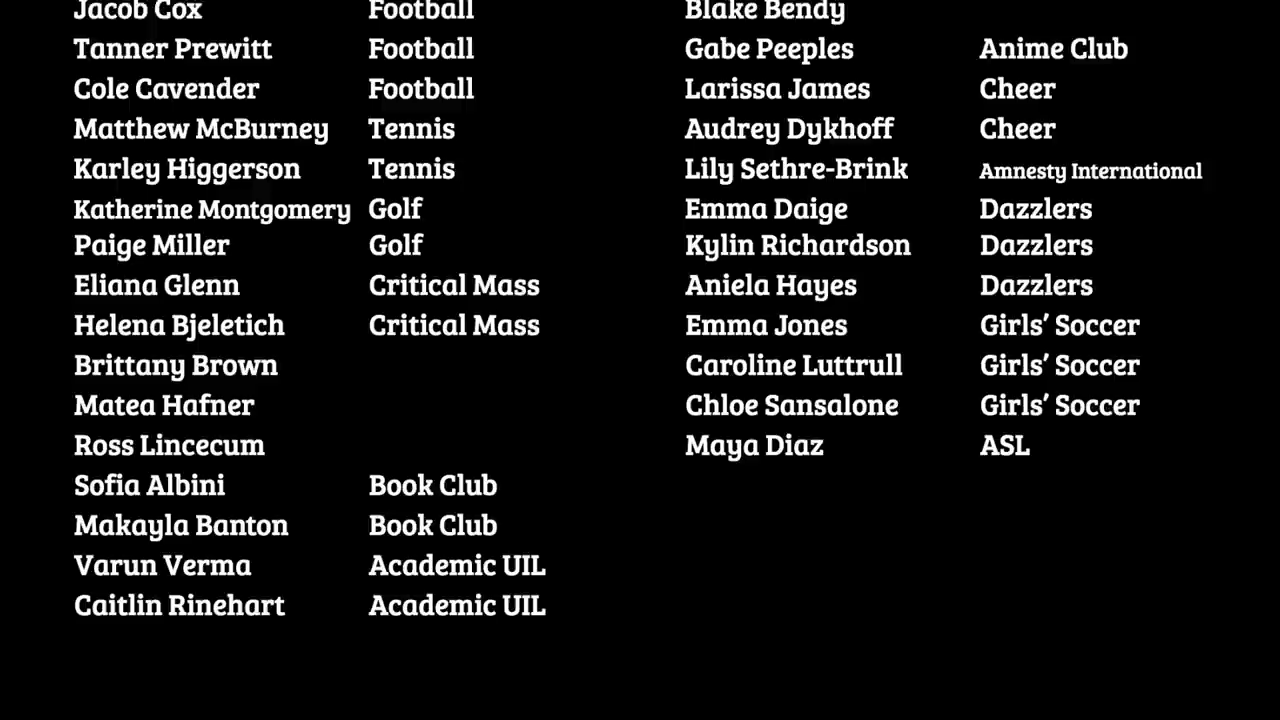 Jacob Cox Football
Tanner Prewitt Football
Cole Cavender Football
Matthew McBurney Tennis
Karley Higgerson Tennis
Katherine Montgomery Golf
Paige Miller Golf
Eliana Glenn Critical Mass
Helena Bjeletich Critical Mass
Brittany Brown
Matea Hafner
Ross Lincecum
Sofia Albini Book Club
Makayla Banton Book Club
Varun Verma Academic UIL
Caitlin Rinehart Academic UIL
Blake Bendy
Gabe Peeples Anime Club
Larissa James Cheer
Audrey Dykhoff Cheer
Lily Sethre-Brink Amnesty International
Emma Daige Dazzlers
Kylin Richardson Dazzlers
Aniela Hayes Dazzlers
Emma Jones Girls’ Soccer
Caroline Luttrull Girls’ Soccer
Chloe Sansalone Girls’ Soccer
Maya Diaz ASL